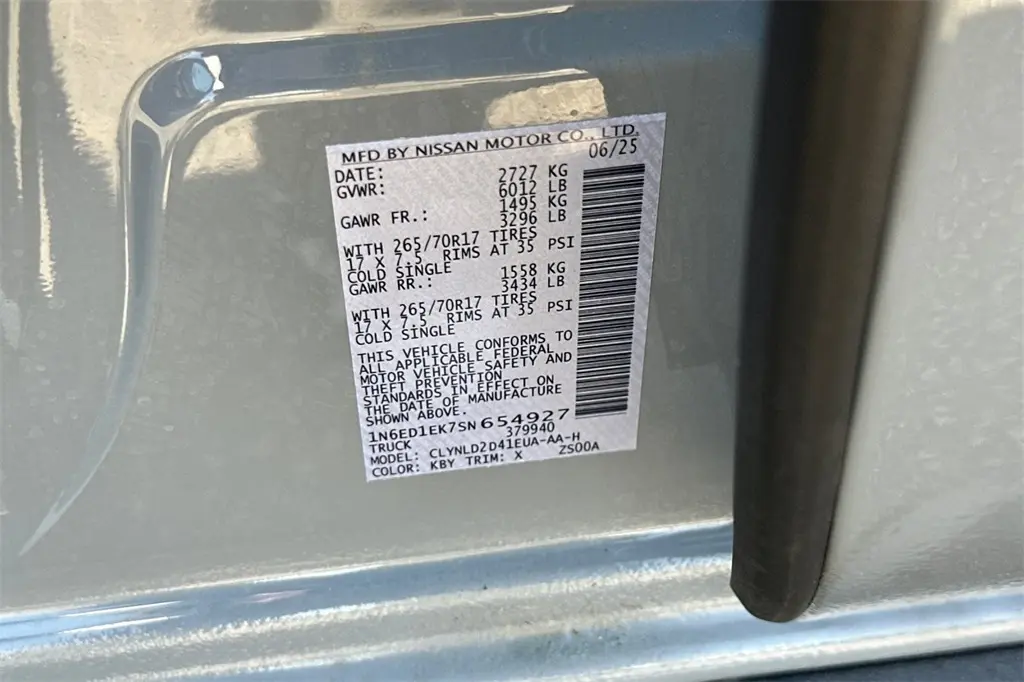 MFD BY NISSAN MOTOR CO., LTD.
DATE: 06/25
GVWR: 2727 KG
6012 LB
GAWR FR.: 1495 KG
3296 LB
WITH 265/70R17 TIRES
17 X 7.5 RIMS AT 35 PSI
COLD SINGLE
GAWR RR.: 1558 KG
3434 LB
WITH 265/70R17 TIRES
17 X 7.5 RIMS AT 35 PSI
COLD SINGLE
THIS VEHICLE CONFORMS TO
ALL APPLICABLE FEDERAL
MOTOR VEHICLE SAFETY AND
THEFT PREVENTION
STANDARDS IN EFFECT ON
THE DATE OF MANUFACTURE
SHOWN ABOVE.
1N6ED1EK7SN654927
TRUCK 379940
MODEL: CLYNLD2D41EUA-AA-H
COLOR: KBY TRIM: X ZS00A